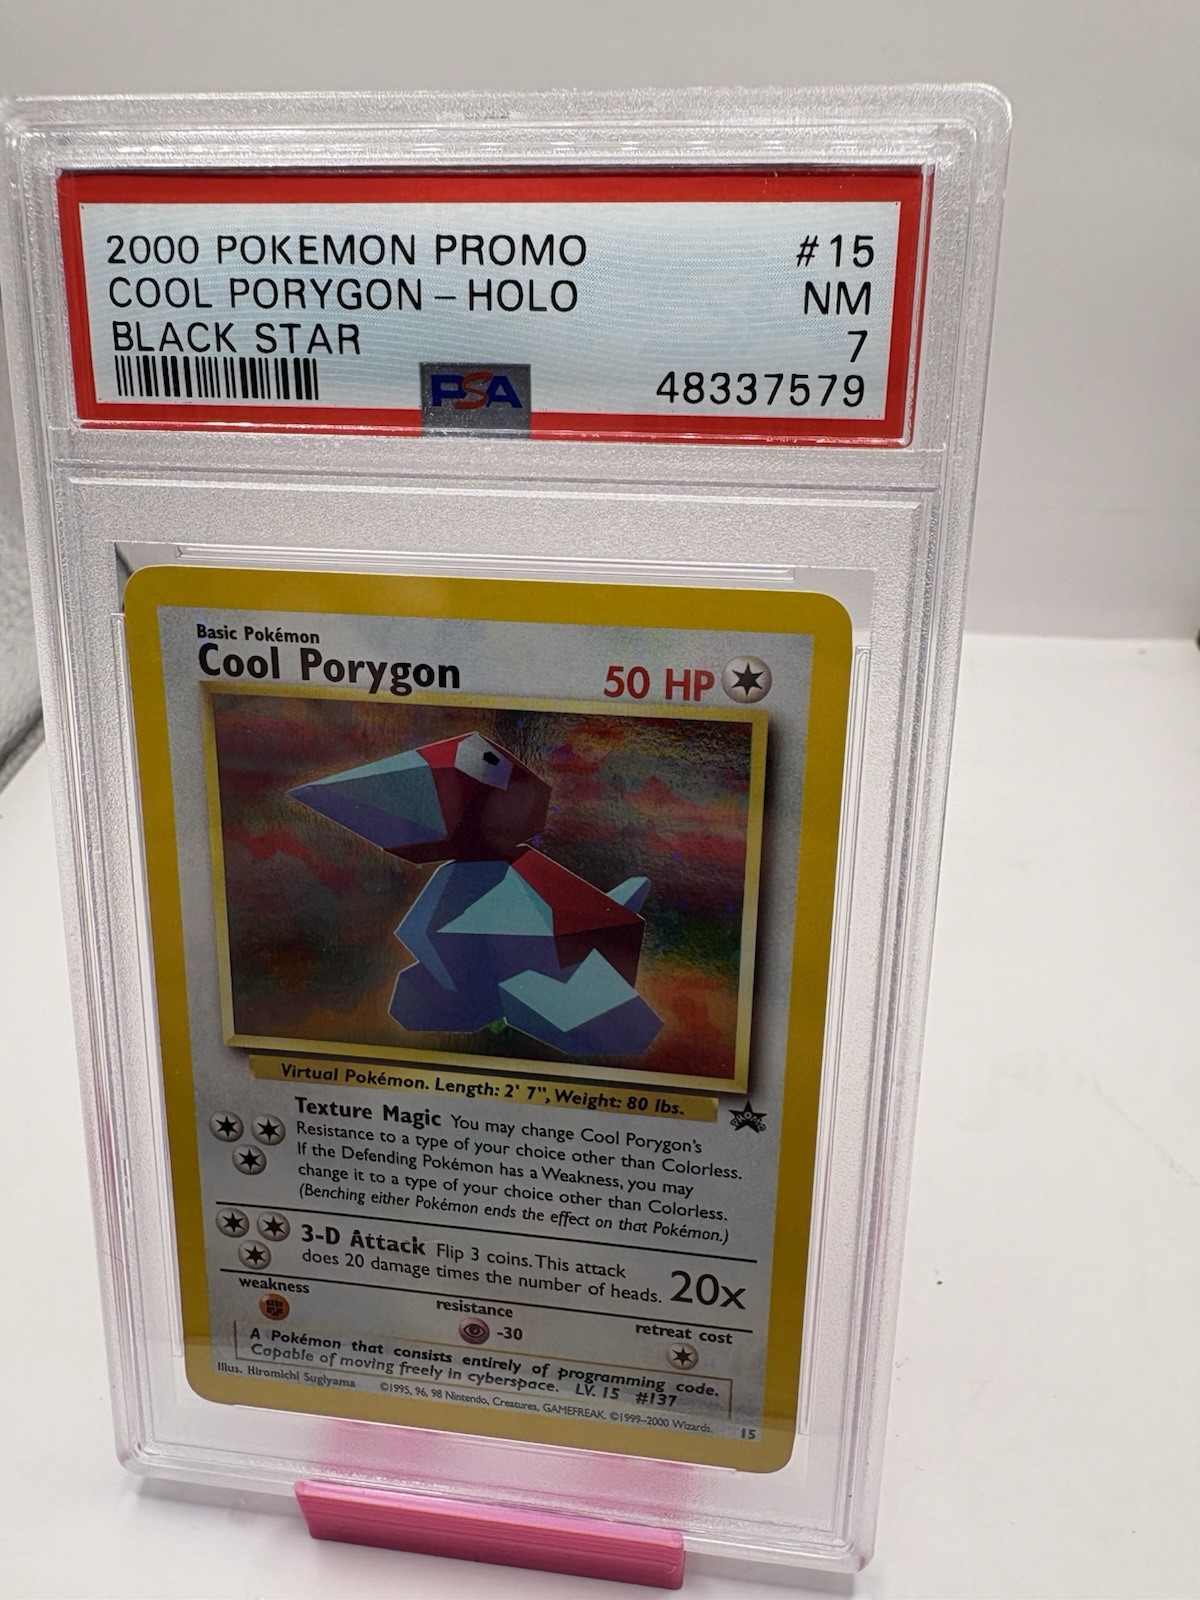 2000 POKEMON PROMO #15
COOL PORYGON - HOLO NM
BLACK STAR 7
PSA 48337579
Basic Pokémon
Cool Porygon 50 HP
Virtual Pokémon. Length: 2' 7", Weight: 80 lbs.
PROMO
Texture Magic You may change Cool Porygon's
Resistance to a type of your choice other than Colorless.
If the Defending Pokémon has a Weakness, you may
change it to a type of your choice other than Colorless.
(Benching either Pokémon ends the effect on that Pokémon.)
3-D Attack Flip 3 coins. This attack
does 20 damage times the number of heads. 20x
weakness resistance retreat cost
-30
A Pokémon that consists entirely of programming code.
Capable of moving freely in cyberspace. LV. 15 #137
Illus. Hiromichi Sugiyama ©1995, 96, 98 Nintendo, Creatures, GAMEFREAK. ©1999-2000 Wizards. 15